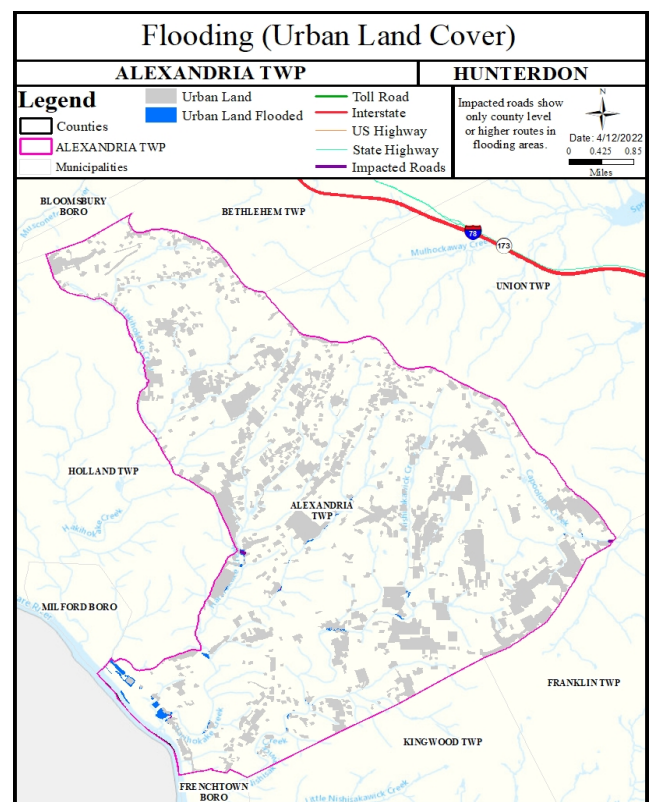 Flooding (Urban Land Cover)
ALEXANDRIA TWP
HUNTERDON
Legend
Counties
ALEXANDRIA TWP
Municipalities
Urban Land
Urban Land Flooded
Toll Road
Interstate
US Highway
State Highway
Impacted Roads
Impacted roads show
only county level
or higher routes in
flooding areas.
N
Date: 4/12/2022
0 0.425 0.85
Miles
BLOOMSBURY
BORO
BETHLEHEM TWP
78
173
Mulhockaway Creek
UNION TWP
HOLLAND TWP
ALEXANDRIA
TWP
Hakihokake Creek
MILFORD BORO
FRANKLIN TWP
KINGWOOD TWP
FRENCHTOWN
BORO
Little Nishisakawick Creek